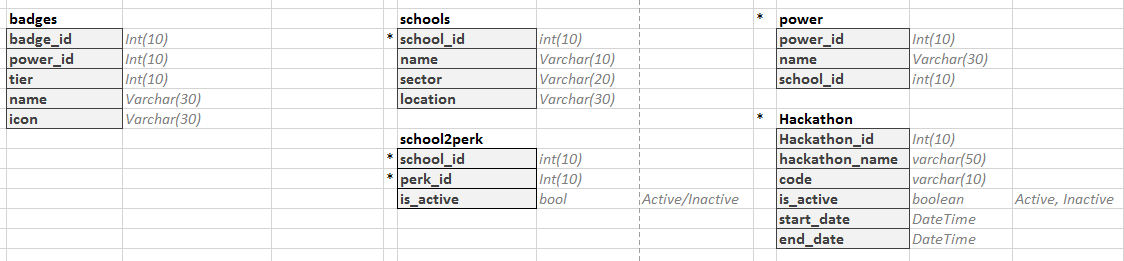 badges
badge_id Int(10)
power_id Int(10)
tier Int(10)
name Varchar(30)
icon Varchar(30)
schools
* school_id int(10)
name Varchar(10)
sector Varchar(20)
location Varchar(30)
school2perk
* school_id int(10)
* perk_id Int(10)
is_active bool Active/Inactive
* power
power_id Int(10)
name Varchar(30)
school_id int(10)
* Hackathon
Hackathon_id Int(10)
hackathon_name varchar(50)
code varchar(10)
is_active boolean Active, Inactive
start_date DateTime
end_date DateTime